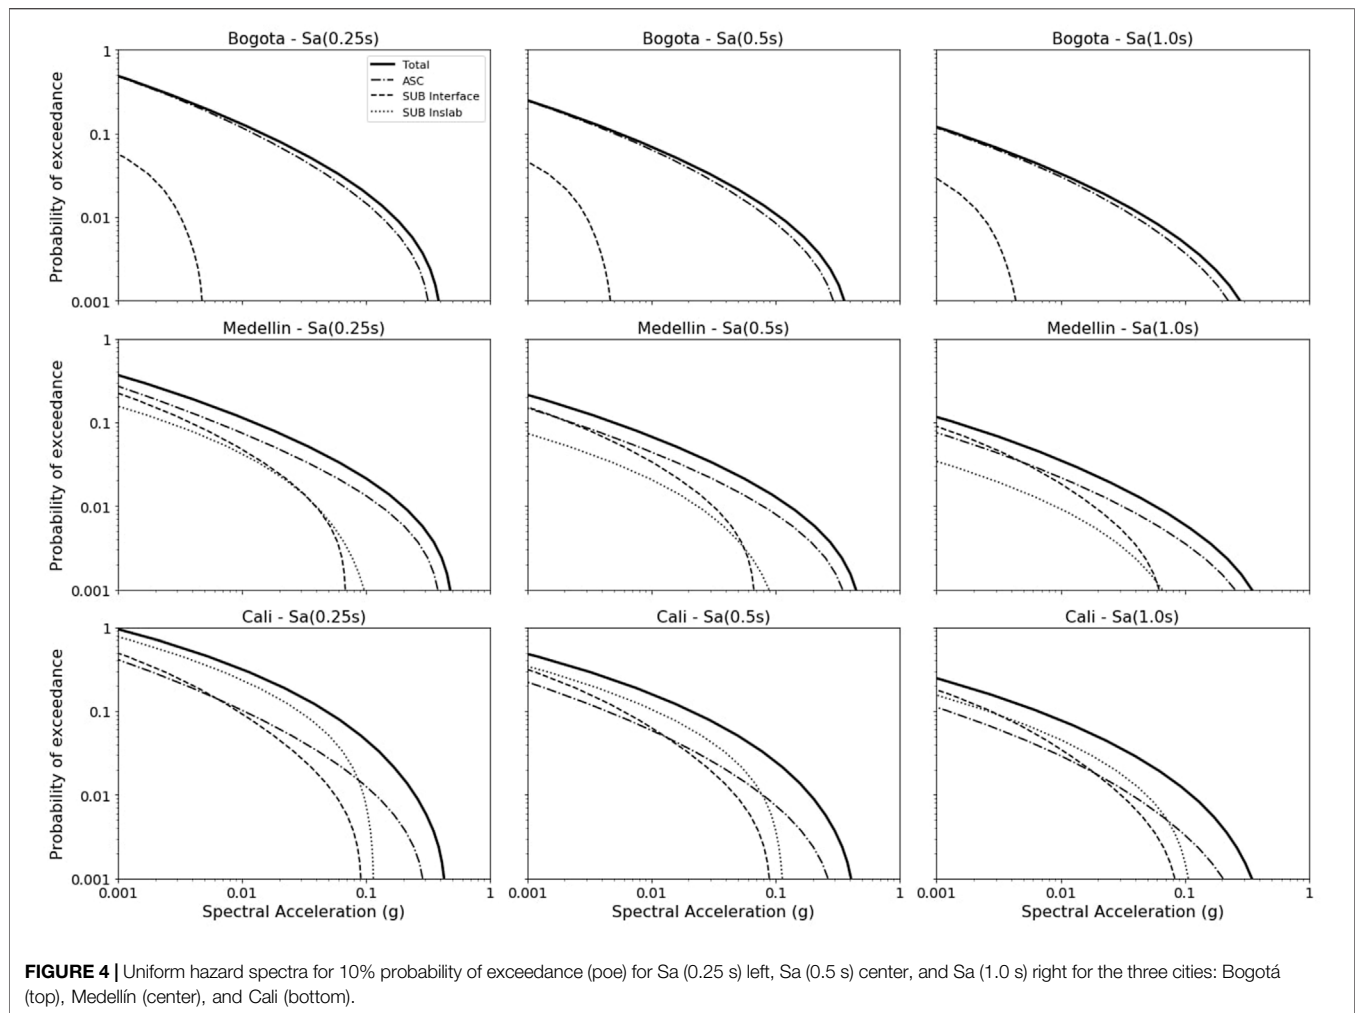 Bogota - Sa(0.25s)
Bogota - Sa(0.5s)
Bogota - Sa(1.0s)
Probability of exceedance
1
0.1
0.01
0.001
Total
ASC
SUB Interface
SUB Inslab
Medellin - Sa(0.25s)
Medellin - Sa(0.5s)
Medellin - Sa(1.0s)
Probability of exceedance
1
0.1
0.01
0.001
Cali - Sa(0.25s)
Cali - Sa(0.5s)
Cali - Sa(1.0s)
Probability of exceedance
1
0.1
0.01
0.001
0.001 0.01 0.1 1
0.001 0.01 0.1 1
0.001 0.01 0.1 1
Spectral Acceleration (g)
Spectral Acceleration (g)
Spectral Acceleration (g)
FIGURE 4 | Uniform hazard spectra for 10% probability of exceedance (poe) for Sa (0.25 s) left, Sa (0.5 s) center, and Sa (1.0 s) right for the three cities: Bogotá
(top), Medellín (center), and Cali (bottom).